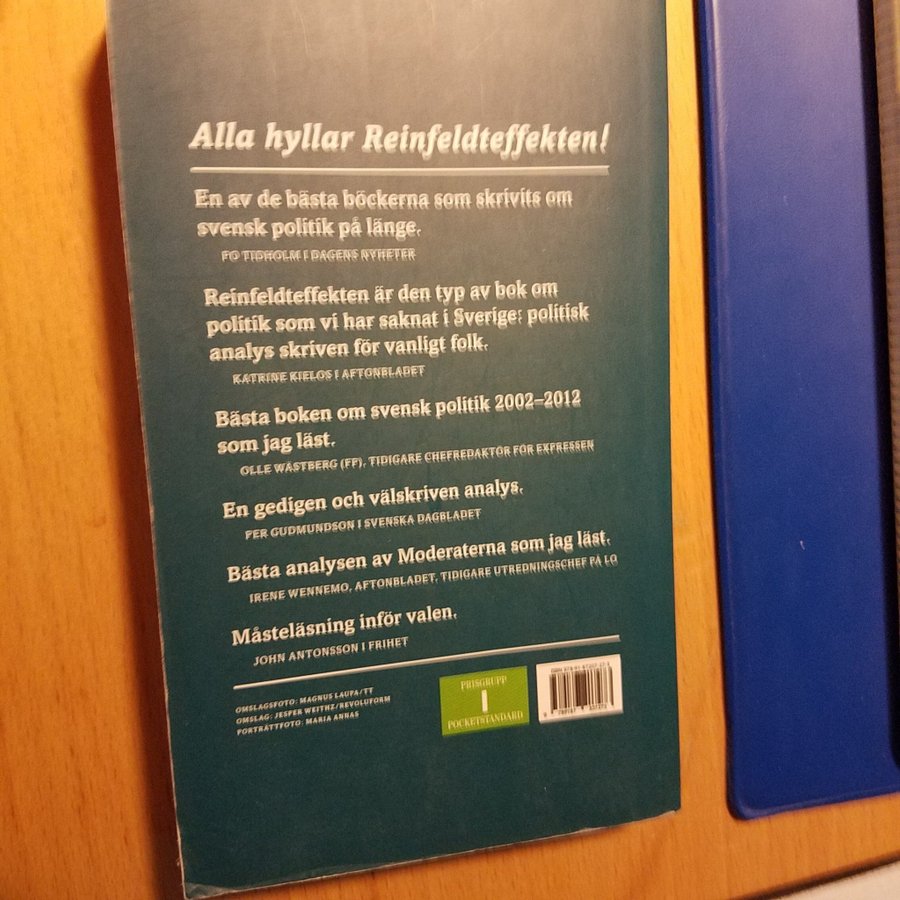 Alla hyllar Reinfeldteffekten!
En av de bästa böckerna som skrivits om
svensk politik på länge.
PO TIDHOLM I DAGENS NYHETER
Reinfeldteffekten är den typ av bok om
politik som vi har saknat i Sverige: politisk
analys skriven för vanligt folk.
KATRINE KIELOS I AFTONBLADET
Bästa boken om svensk politik 2002–2012
som jag läst.
OLLE WÄSTBERG (FP), TIDIGARE CHEFREDAKTÖR FÖR EXPRESSEN
En gedigen och välskriven analys.
PER GUDMUNDSON I SVENSKA DAGBLADET
Bästa analysen av Moderaterna som jag läst.
IRENE WENNEMO, AFTONBLADET, TIDIGARE UTREDNINGSCHEF PÅ LO
Måsteläsning inför valen.
JOHN ANTONSSON I FRIHET
OMSLAGSFOTO: MAGNUS LAUPA/TT
OMSLAG: JESPER WEITHZ/REVOLUFORM
PORTRÄTTFOTO: MARIA ANNAS
PRISGRUPP
1
POCKETSTANDARD